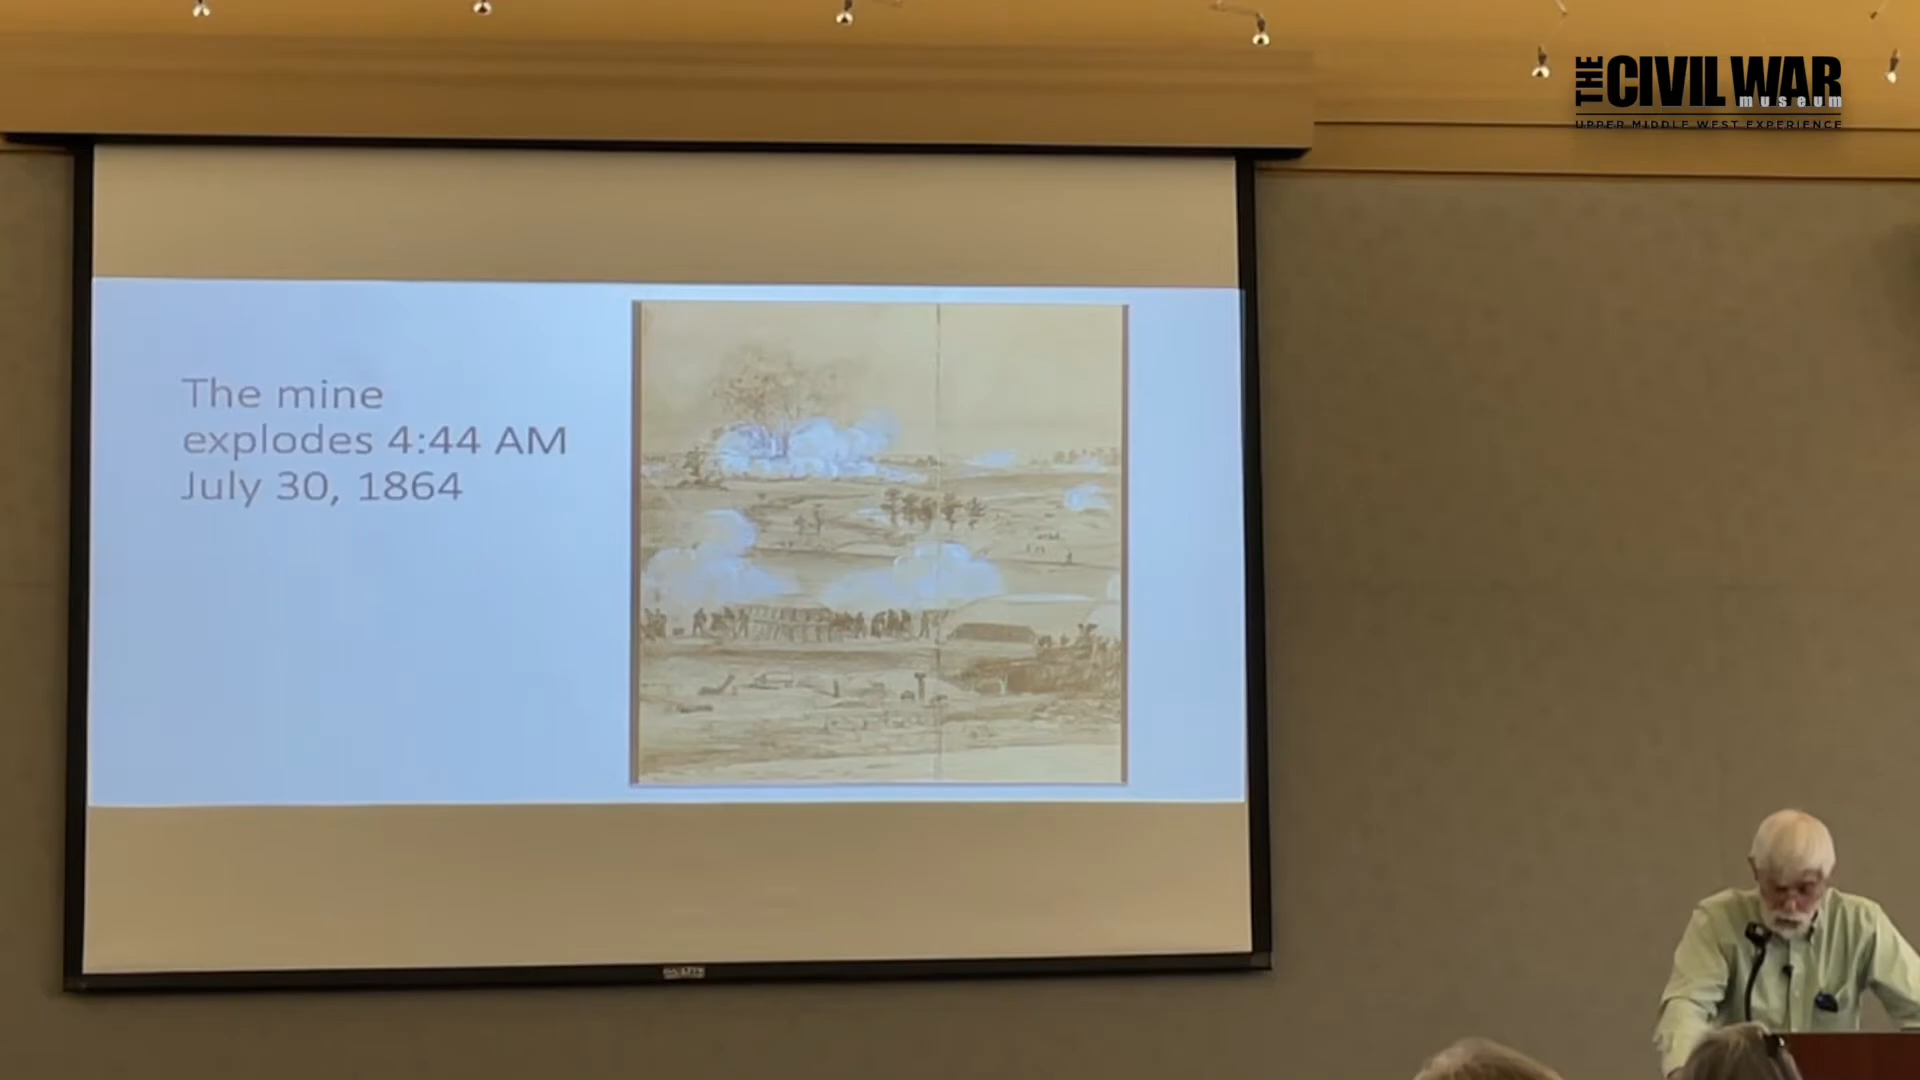 THE CIVIL WAR
museum
UPPER MIDDLE WEST EXPERIENCE
The mine
explodes 4:44 AM
July 30, 1864